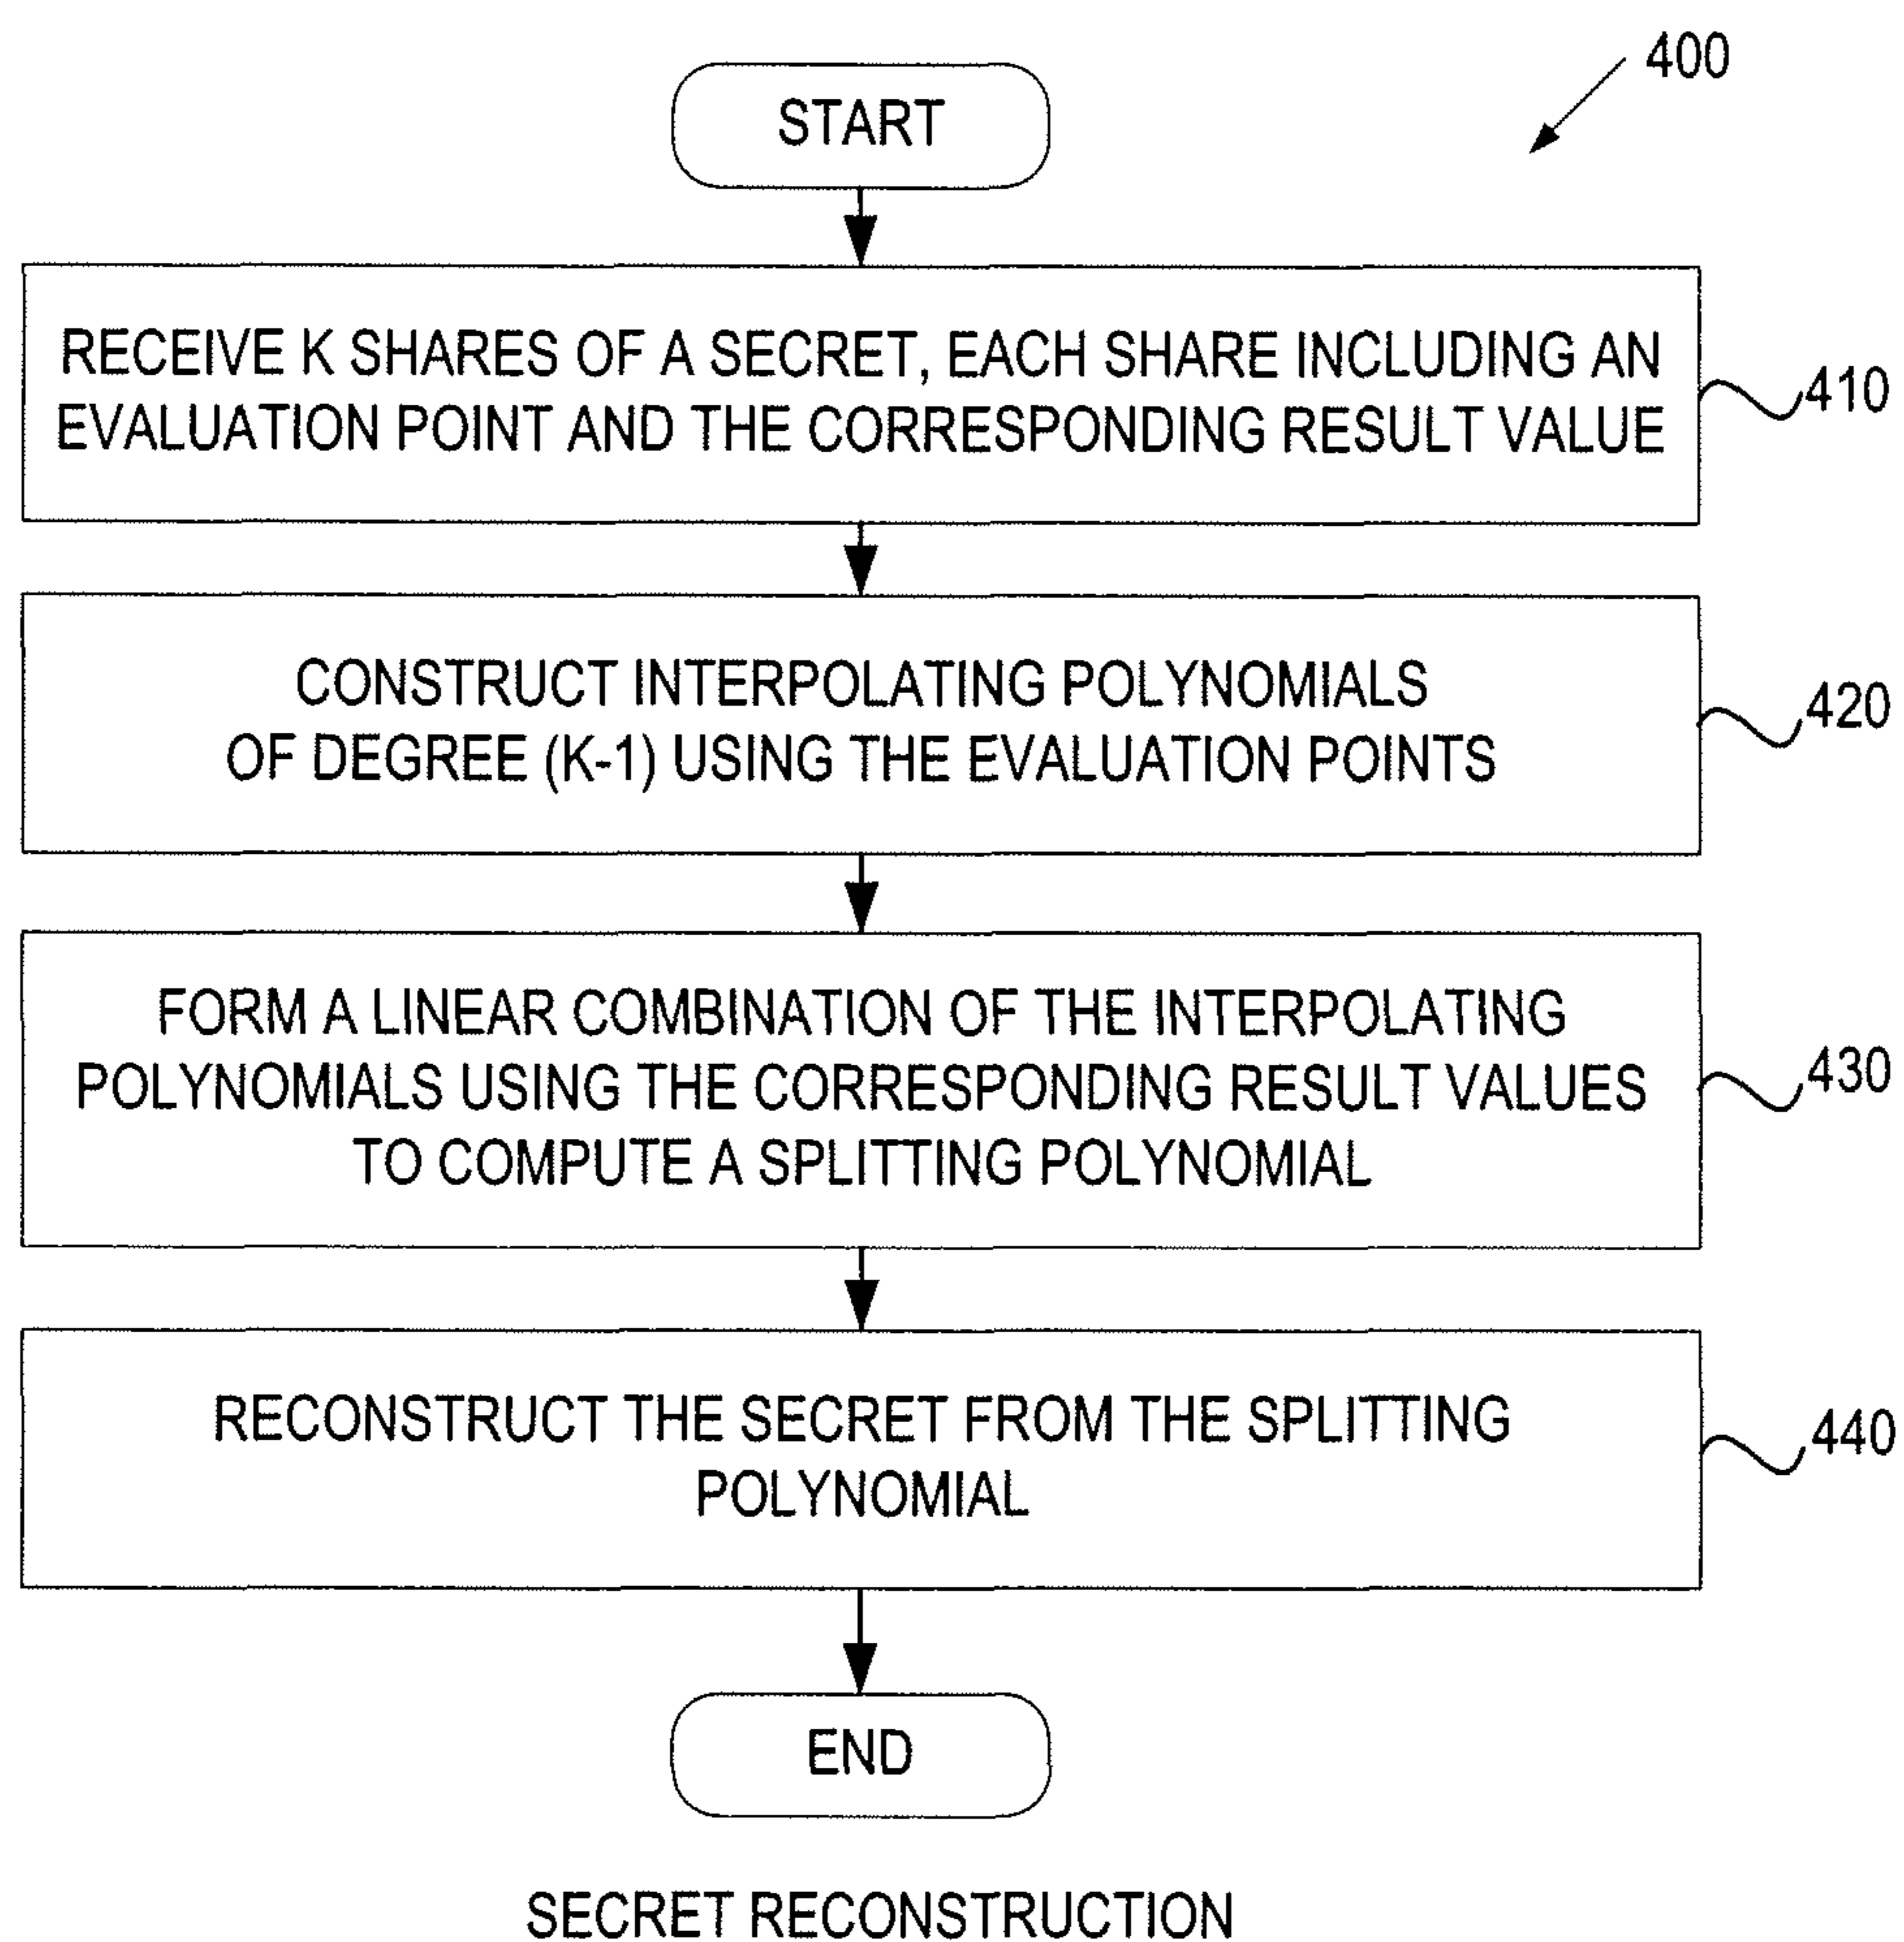 400
START
RECEIVE K SHARES OF A SECRET, EACH SHARE INCLUDING AN
EVALUATION POINT AND THE CORRESPONDING RESULT VALUE
410
CONSTRUCT INTERPOLATING POLYNOMIALS
OF DEGREE (K-1) USING THE EVALUATION POINTS
420
FORM A LINEAR COMBINATION OF THE INTERPOLATING
POLYNOMIALS USING THE CORRESPONDING RESULT VALUES
TO COMPUTE A SPLITTING POLYNOMIAL
430
RECONSTRUCT THE SECRET FROM THE SPLITTING
POLYNOMIAL
440
END
SECRET RECONSTRUCTION